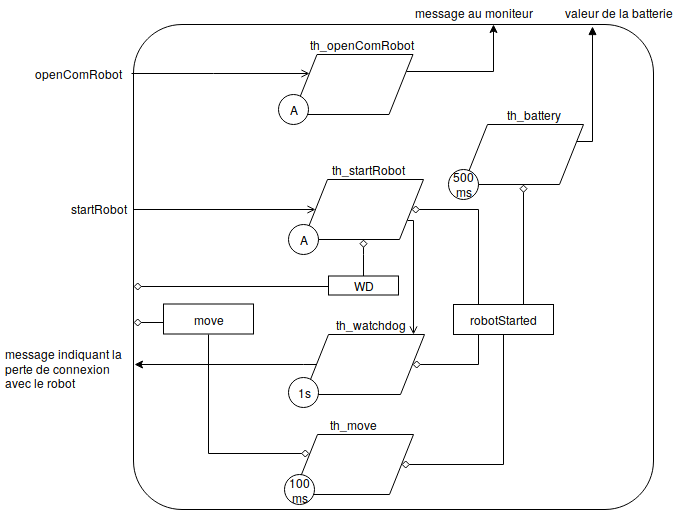 message au moniteur
valeur de la batterie
th_openComRobot
openComRobot
A
th_battery
500
ms
th_startRobot
startRobot
A
WD
move
robotStarted
th_watchdog
message indiquant la
perte de connexion
avec le robot
1s
th_move
100
ms